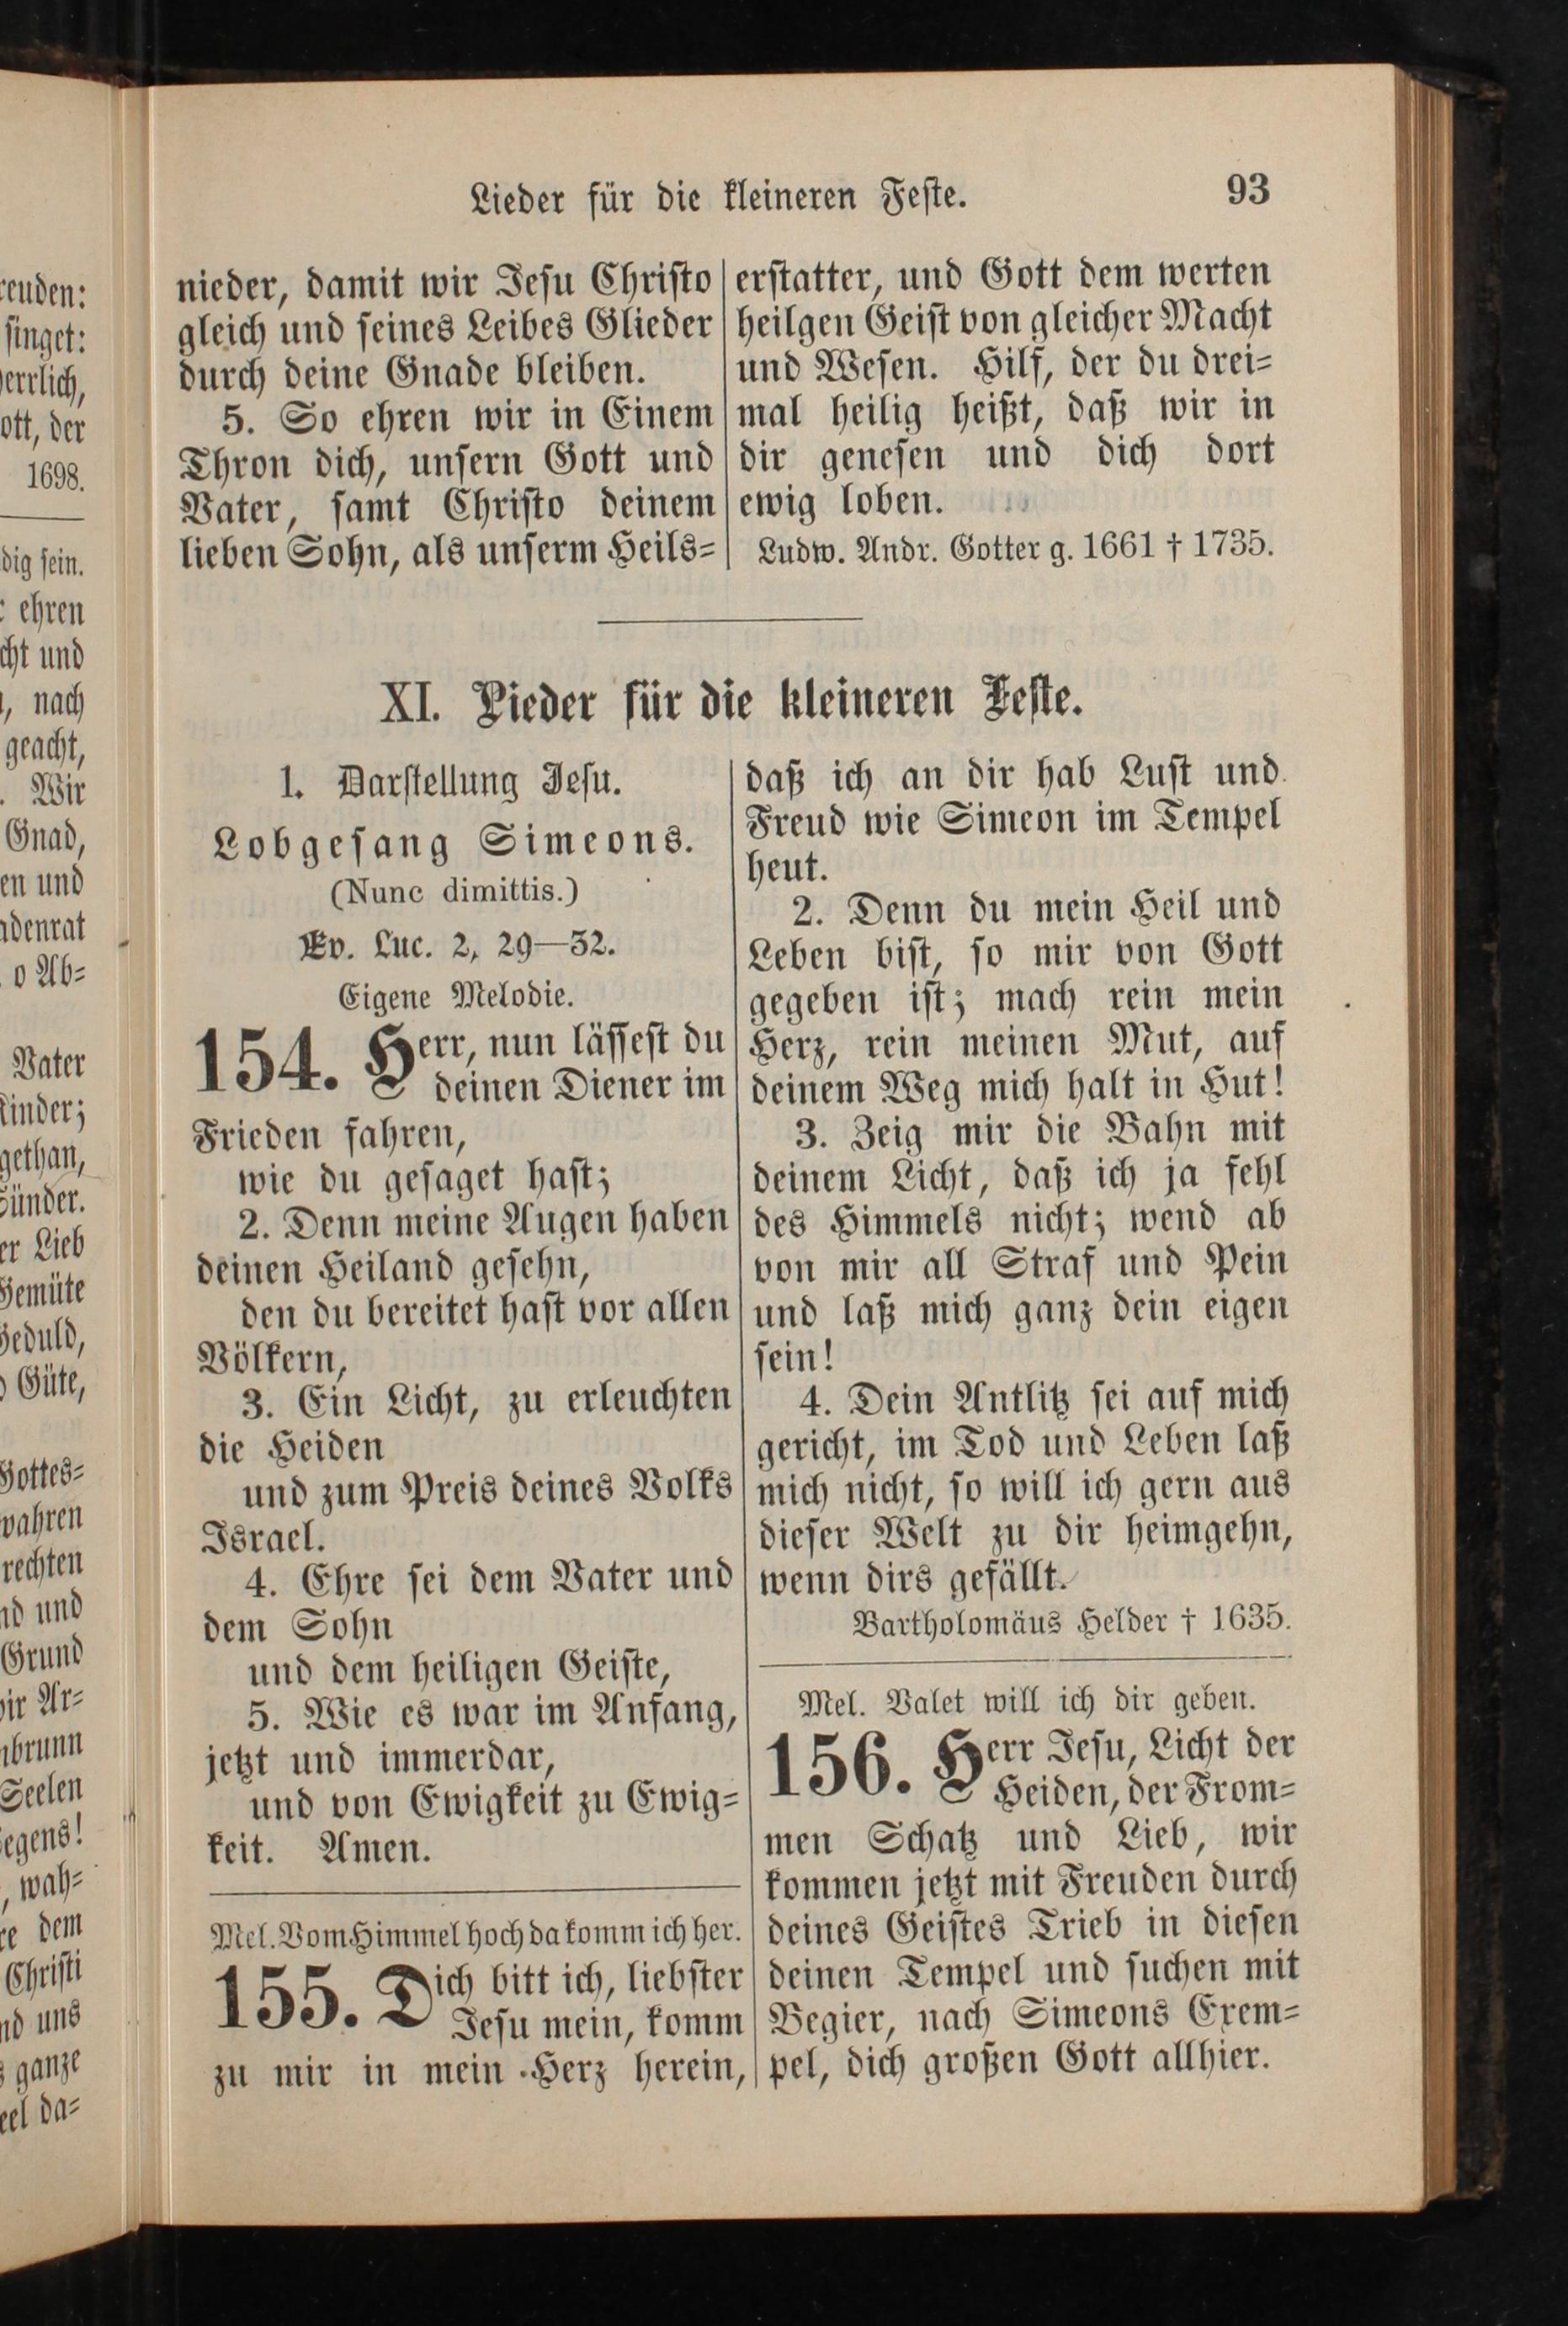 Lieder für die kleineren Feste.
93
nieder, damit wir Jesu Christo
gleich und seines Leibes Glieder
durch deine Gnade bleiben.
5. So ehren wir in Einem
Thron dich, unsern Gott und
Vater, samt Christo deinem
lieben Sohn, als unserm Heils=
erstatter, und Gott dem werten
heilgen Geist von gleicher Macht
und Wesen. Hilf, der du drei=
mal heilig heißt, daß wir in
dir genesen und dich dort
ewig loben.
Ludw. Andr. Gotter g. 1661 † 1735.
XI. Lieder für die kleineren Feste.
1. Darstellung Jesu.
Lobgesang Simeons.
(Nunc dimittis.)
Ev. Luc. 2, 29—32.
Eigene Melodie.
154. Herr, nun lässest du
deinen Diener im
Frieden fahren,
wie du gesaget hast;
2. Denn meine Augen haben
deinen Heiland gesehn,
den du bereitet hast vor allen
Völkern,
3. Ein Licht, zu erleuchten
die Heiden
und zum Preis deines Volks
Israel.
4. Ehre sei dem Vater und
dem Sohn
und dem heiligen Geiste,
5. Wie es war im Anfang,
jetzt und immerdar,
und von Ewigkeit zu Ewig=
keit. Amen.
Mel. Vom Himmel hoch da komm ich her.
155. Dich bitt ich, liebster
Jesu mein, komm
zu mir in mein Herz herein,
daß ich an dir hab Lust und
Freud wie Simeon im Tempel
heut.
2. Denn du mein Heil und
Leben bist, so mir von Gott
gegeben ist; mach rein mein
Herz, rein meinen Mut, auf
deinem Weg mich halt in Hut!
3. Zeig mir die Bahn mit
deinem Licht, daß ich ja fehl
des Himmels nicht; wend ab
von mir all Straf und Pein
und laß mich ganz dein eigen
sein!
4. Dein Antlitz sei auf mich
gericht, im Tod und Leben laß
mich nicht, so will ich gern aus
dieser Welt zu dir heimgehn,
wenn dirs gefällt.
Bartholomäus Helder † 1635.
Mel. Valet will ich dir geben.
156. Herr Jesu, Licht der
Heiden, der From=
men Schatz und Lieb, wir
kommen jetzt mit Freuden durch
deines Geistes Trieb in diesen
deinen Tempel und suchen mit
Begier, nach Simeons Exem=
pel, dich großen Gott allhier.